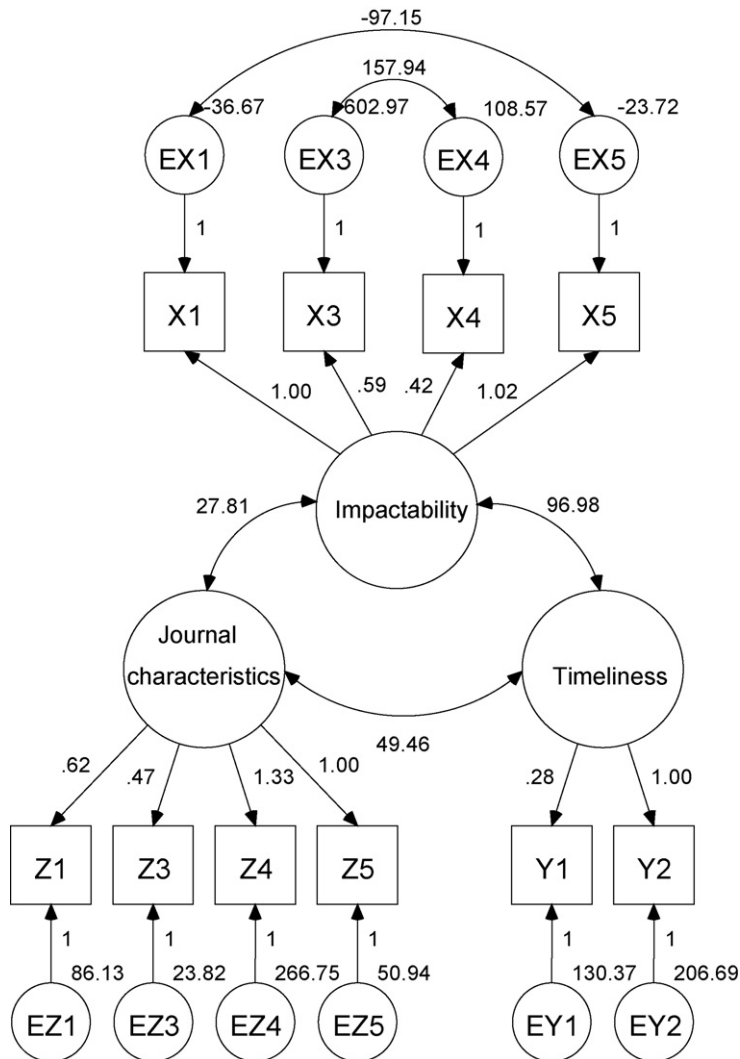 -97.15
157.94
-36.67 602.97 108.57 -23.72
EX1 EX3 EX4 EX5
1 1 1 1
X1 X3 X4 X5
1.00 .59 .42 1.02
Impactability
27.81 96.98
Journal
characteristics
Timeliness
49.46
.62 .47 1.33 1.00 .28 1.00
Z1 Z3 Z4 Z5 Y1 Y2
1 1 1 1 1 1
86.13 23.82 266.75 50.94 130.37 206.69
EZ1 EZ3 EZ4 EZ5 EY1 EY2